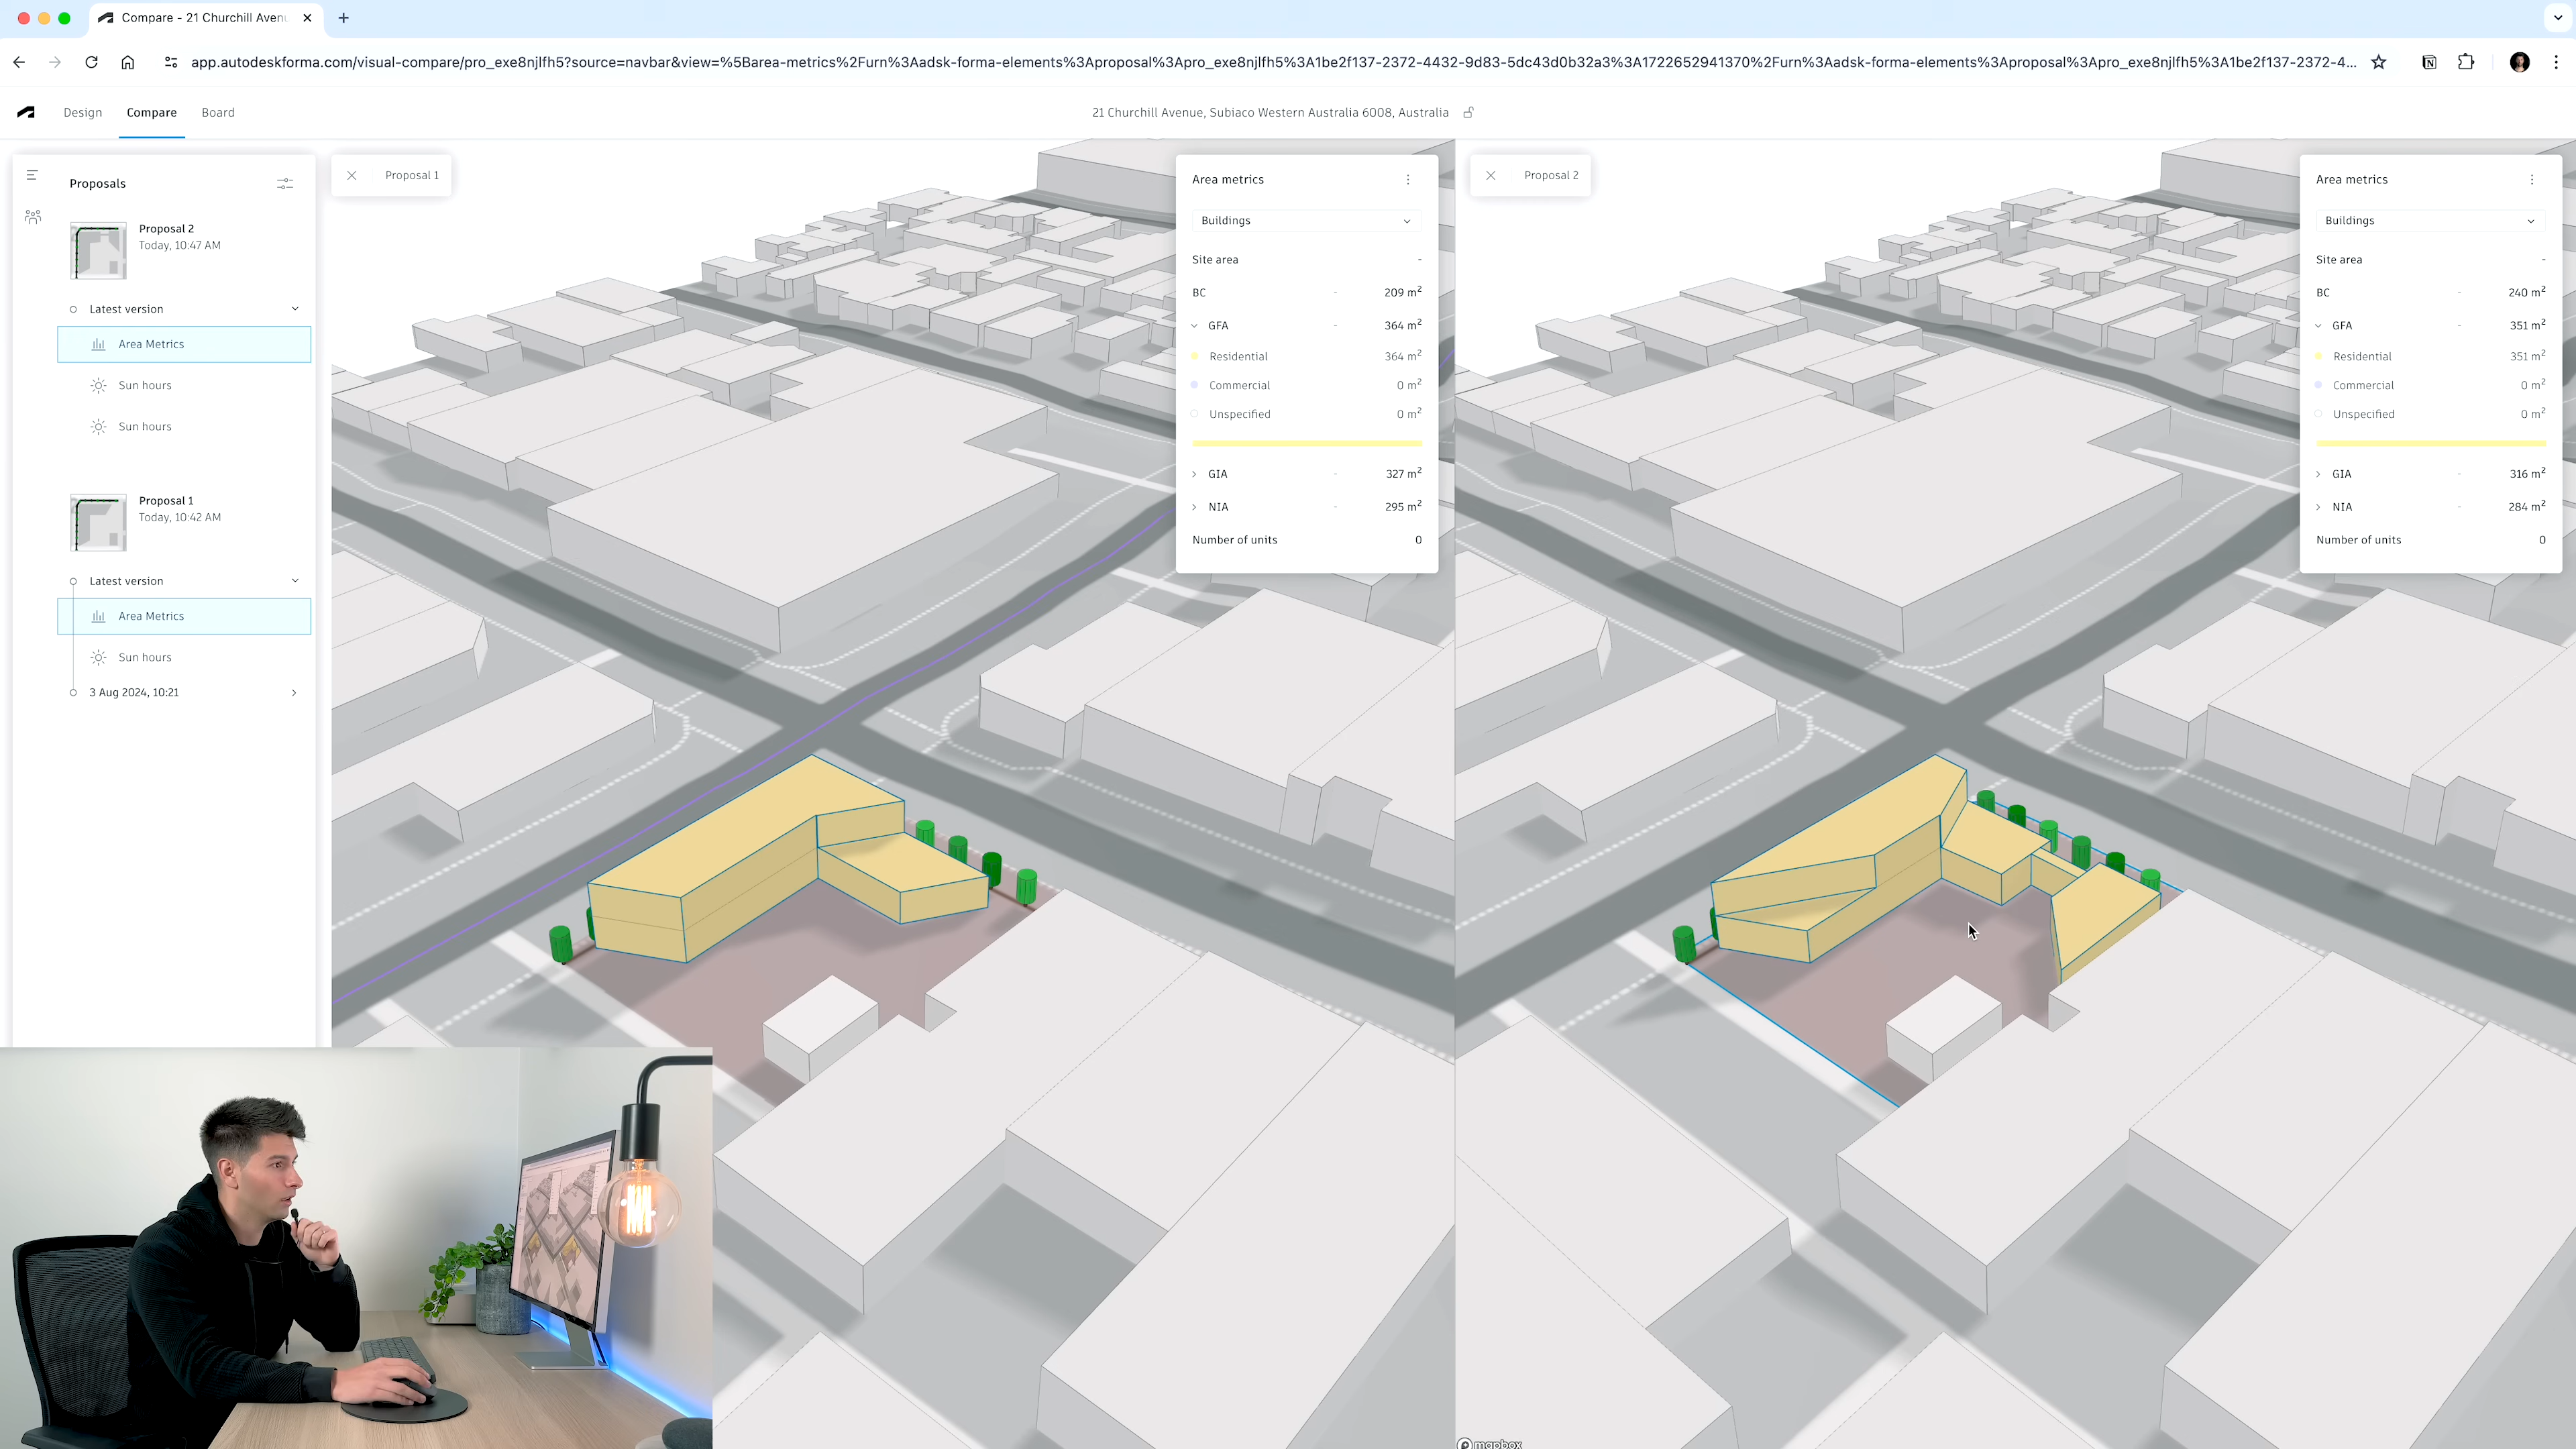 Compare - 21 Churchill Aven
app.autodeskforma.com/visual-compare/pro_exe8njlfh5?source=navbar&view=%5Barea-metrics%2Furn%3Aadsk-forma-elements%3Aproposal%3Apro_exe8njlfh5%3A1be2f137-2372-4432-9d83-5dc43d0b32a3%3A1722652941370%2Furn%3Aadsk-forma-elements%3Aproposal%3Apro_exe8njlfh5%3A1be2f137-2372-4...
Design Compare Board
21 Churchill Avenue, Subiaco Western Australia 6008, Australia
Proposals
Proposal 2
Today, 10:47 AM
Latest version
Area Metrics
Sun hours
Sun hours
Proposal 1
Today, 10:42 AM
Latest version
Area Metrics
Sun hours
3 Aug 2024, 10:21
Proposal 1
Area metrics
Buildings
Site area -
BC - 209 m²
GFA - 364 m²
Residential 364 m²
Commercial 0 m²
Unspecified 0 m²
GIA - 327 m²
NIA - 295 m²
Number of units 0
Proposal 2
Area metrics
Buildings
Site area -
BC - 240 m²
GFA - 351 m²
Residential 351 m²
Commercial 0 m²
Unspecified 0 m²
GIA - 316 m²
NIA - 284 m²
Number of units 0
mapbox